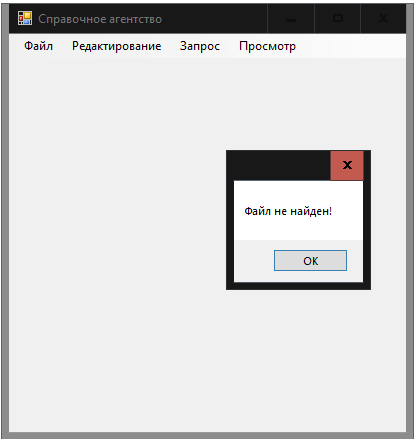 Справочное агентство
Файл Редактирование Запрос Просмотр
Файл не найден!
OK